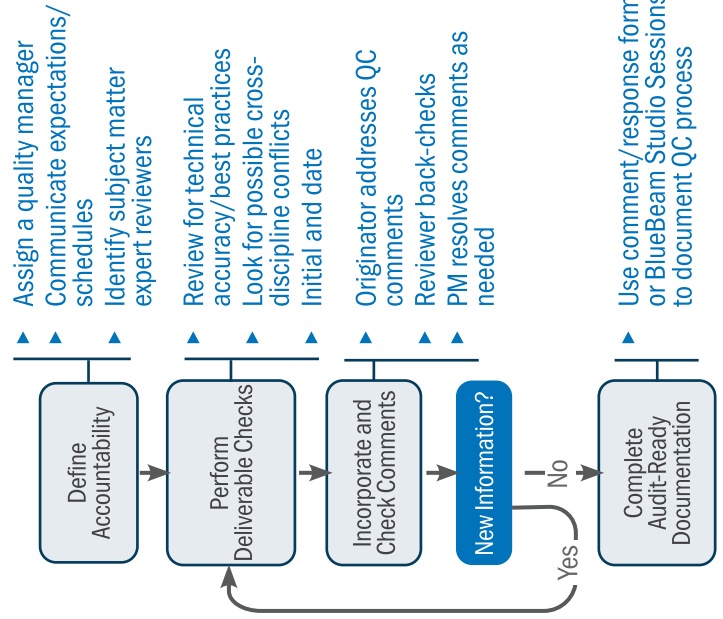 Define
Accountability
Assign a quality manager
Communicate expectations/
schedules
Identify subject matter
expert reviewers
Perform
Deliverable Checks
Review for technical
accuracy/best practices
Look for possible cross-
discipline conflicts
Initial and date
Incorporate and
Check Comments
Originator addresses QC
comments
Reviewer back-checks
PM resolves comments as
needed
New Information?
Yes
No
Complete
Audit-Ready
Documentation
Use comment/response form
or BlueBeam Studio Sessions
to document QC process